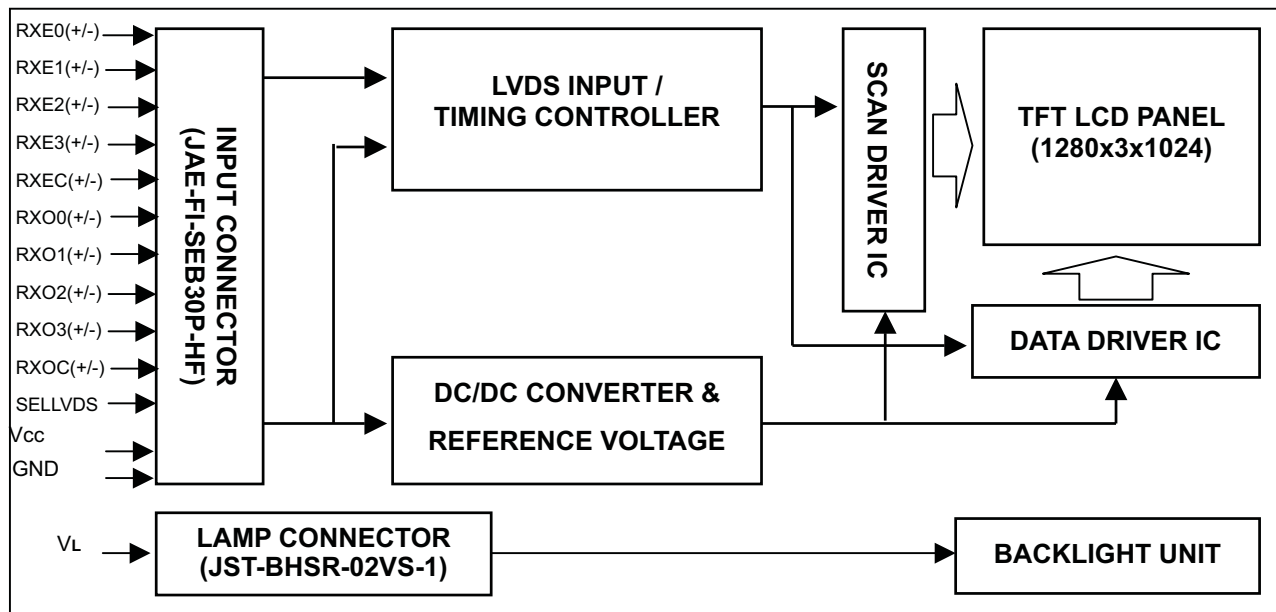 RXE0(+/-)
RXE1(+/-)
RXE2(+/-)
RXE3(+/-)
RXEC(+/-)
RXO0(+/-)
RXO1(+/-)
RXO2(+/-)
RXO3(+/-)
RXOC(+/-)
SELLVDS
Vcc
GND
INPUT CONNECTOR
(JAE-FI-SEB30P-HF)
LVDS INPUT /
TIMING CONTROLLER
SCAN DRIVER IC
TFT LCD PANEL
(1280x3x1024)
DATA DRIVER IC
DC/DC CONVERTER &
REFERENCE VOLTAGE
VL
LAMP CONNECTOR
(JST-BHSR-02VS-1)
BACKLIGHT UNIT